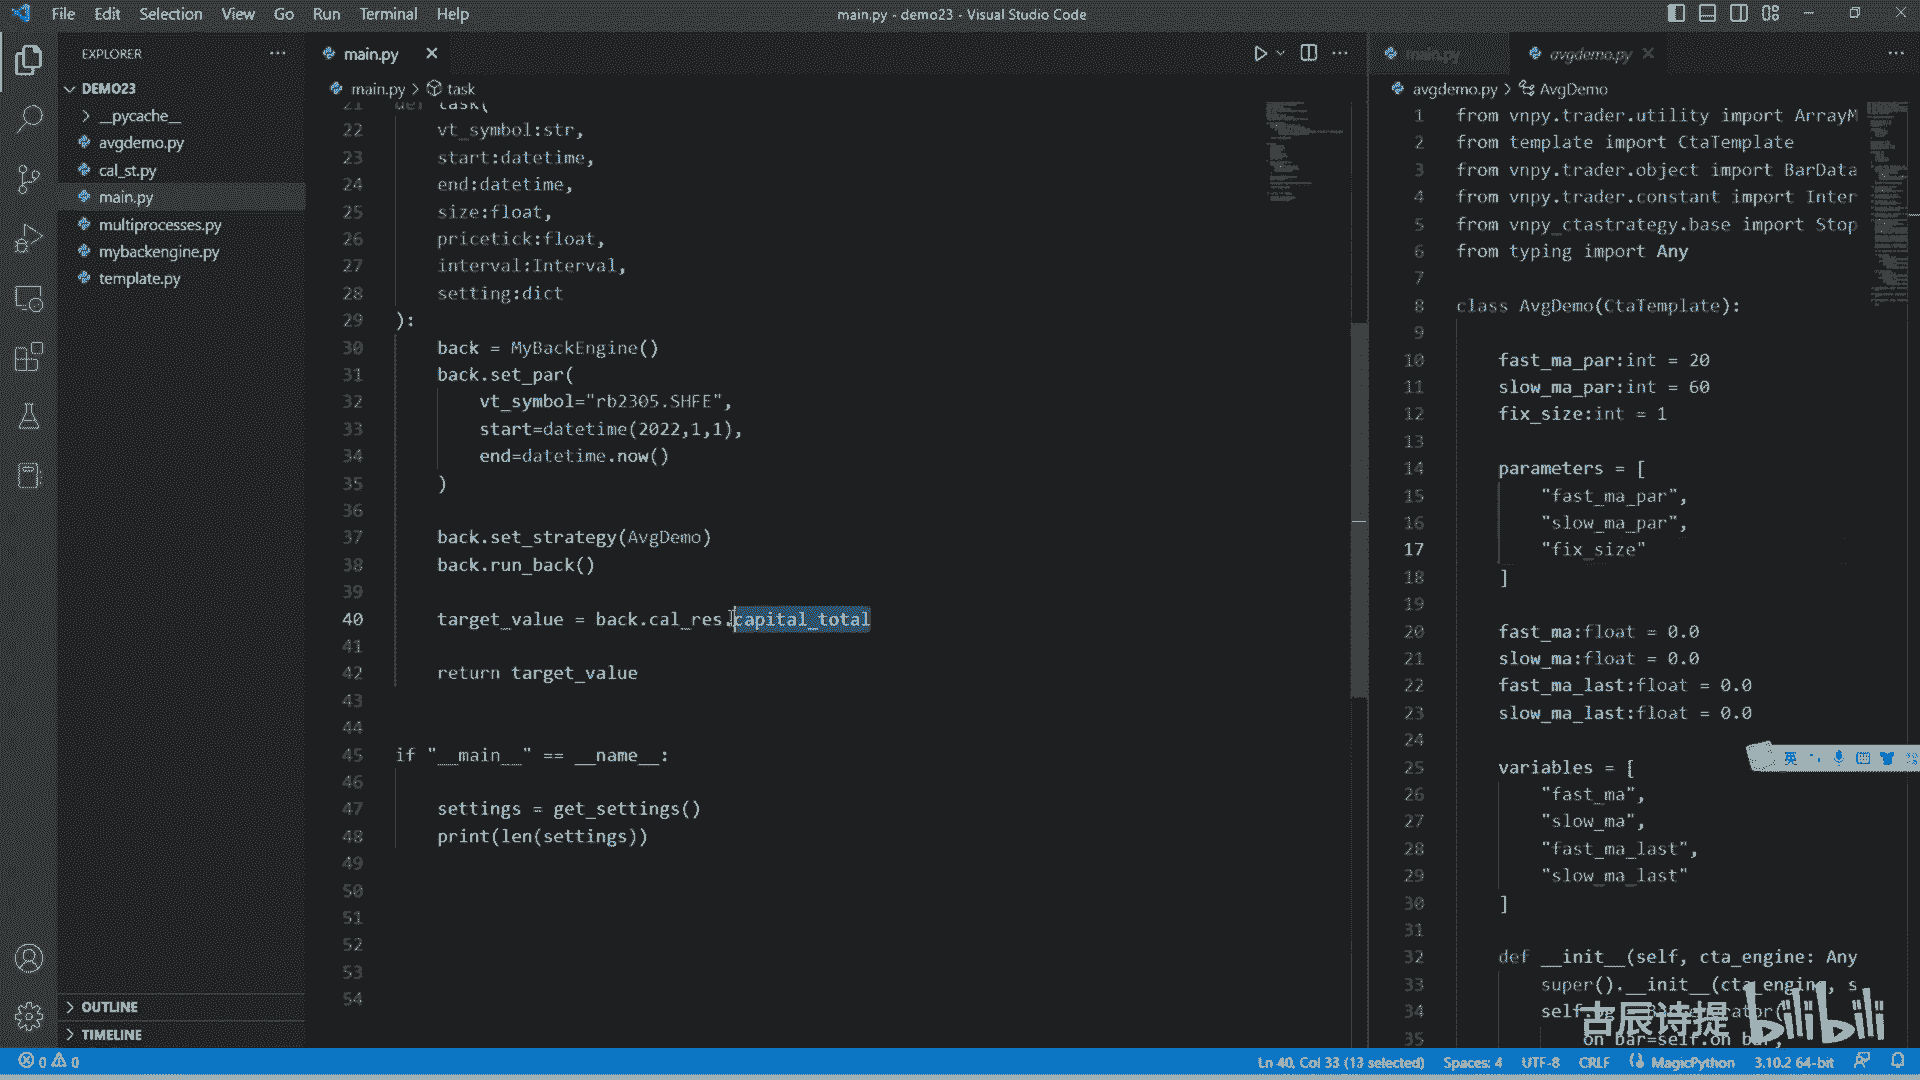 File Edit Selection View Go Run Terminal Help
main.py - demo23 - Visual Studio Code
EXPLORER
DEMO23
__pycache__
avgdemo.py
cal_st.py
main.py
multiprocesses.py
mybackengine.py
template.py
OUTLINE
TIMELINE
main.py
main.py > task
21 def task(
22 vt_symbol:str,
23 start:datetime,
24 end:datetime,
25 size:float,
26 pricetick:float,
27 interval:Interval,
28 setting:dict
29 ):
30 back = MyBackEngine()
31 back.set_par(
32 vt_symbol="rb2305.SHFE",
33 start=datetime(2022,1,1),
34 end=datetime.now()
35 )
36
37 back.set_strategy(AvgDemo)
38 back.run_back()
39
40 target_value = back.cal_res.capital_total
41
42 return target_value
43
44
45 if "__main__" == __name__:
46
47 settings = get_settings()
48 print(len(settings))
49
50
51
52
53
54
main.py avgdemo.py
avgdemo.py > AvgDemo
1 from vnpy.trader.utility import ArrayM
2 from template import CtaTemplate
3 from vnpy.trader.object import BarData
4 from vnpy.trader.constant import Inter
5 from vnpy_ctastrategy.base import Stop
6 from typing import Any
7
8 class AvgDemo(CtaTemplate):
9
10 fast_ma_par:int = 20
11 slow_ma_par:int = 60
12 fix_size:int = 1
13
14 parameters = [
15 "fast_ma_par",
16 "slow_ma_par",
17 "fix_size"
18 ]
19
20 fast_ma:float = 0.0
21 slow_ma:float = 0.0
22 fast_ma_last:float = 0.0
23 slow_ma_last:float = 0.0
24
25 variables = [
26 "fast_ma",
27 "slow_ma",
28 "fast_ma_last",
29 "slow_ma_last"
30 ]
31
32 def __init__(self, cta_engine: Any
33 super().__init__(cta_engine, s
34
35 on_bar=self.on_bar,
英
古辰诗提 bilibili
0 0
Ln 40, Col 33 (13 selected) Spaces: 4 UTF-8 CRLF MagicPython 3.10.2 64-bit